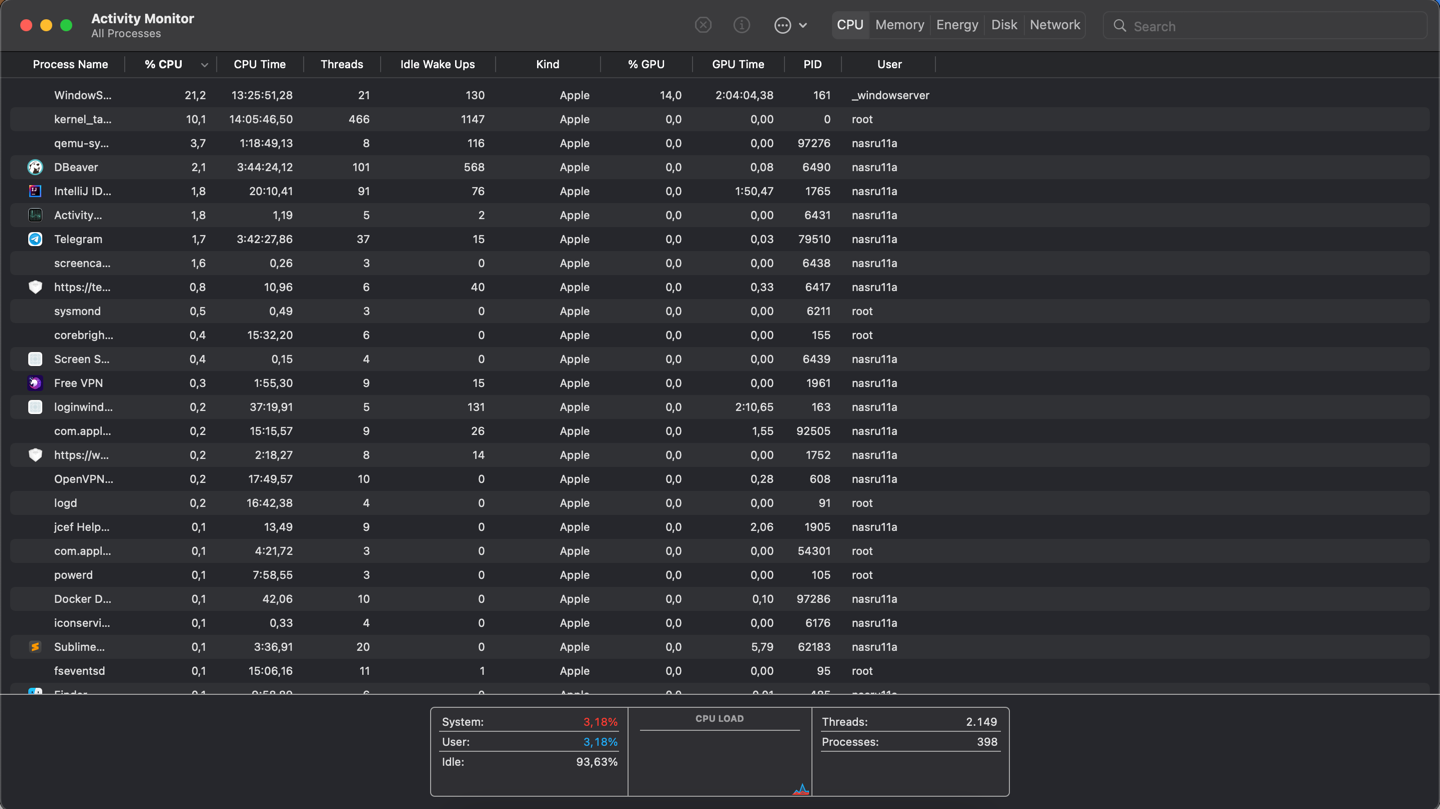 Activity Monitor
All Processes
CPU Memory Energy Disk Network Search
Process Name % CPU CPU Time Threads Idle Wake Ups Kind % GPU GPU Time PID User
WindowS... 21,2 13:25:51,28 21 130 Apple 14,0 2:04:04,38 161 _windowserver
kernel_ta... 10,1 14:05:46,50 466 1147 Apple 0,0 0,00 0 root
qemu-sy... 3,7 1:18:49,13 8 116 Apple 0,0 0,00 97276 nasru11a
DBeaver 2,1 3:44:24,12 101 568 Apple 0,0 0,08 6490 nasru11a
IntelliJ ID... 1,8 20:10,41 91 76 Apple 0,0 1:50,47 1765 nasru11a
Activity... 1,8 1,19 5 2 Apple 0,0 0,00 6431 nasru11a
Telegram 1,7 3:42:27,86 37 15 Apple 0,0 0,03 79510 nasru11a
screenca... 1,6 0,26 3 0 Apple 0,0 0,00 6438 nasru11a
https://te... 0,8 10,96 6 40 Apple 0,0 0,33 6417 nasru11a
sysmond 0,5 0,49 3 0 Apple 0,0 0,00 6211 root
corebrigh... 0,4 15:32,20 6 0 Apple 0,0 0,00 155 root
Screen S... 0,4 0,15 4 0 Apple 0,0 0,00 6439 nasru11a
Free VPN 0,3 1:55,30 9 15 Apple 0,0 0,00 1961 nasru11a
loginwind... 0,2 37:19,91 5 131 Apple 0,0 2:10,65 163 nasru11a
com.appl... 0,2 15:15,57 9 26 Apple 0,0 1,55 92505 nasru11a
https://w... 0,2 2:18,27 8 14 Apple 0,0 0,00 1752 nasru11a
OpenVPN... 0,2 17:49,57 10 0 Apple 0,0 0,28 608 nasru11a
logd 0,2 16:42,38 4 0 Apple 0,0 0,00 91 root
jcef Help... 0,1 13,49 9 0 Apple 0,0 2,06 1905 nasru11a
com.appl... 0,1 4:21,72 3 0 Apple 0,0 0,00 54301 root
powerd 0,1 7:58,55 3 0 Apple 0,0 0,00 105 root
Docker D... 0,1 42,06 10 0 Apple 0,0 0,10 97286 nasru11a
iconservi... 0,1 0,33 4 0 Apple 0,0 0,00 6176 nasru11a
Sublime... 0,1 3:36,91 20 0 Apple 0,0 5,79 62183 nasru11a
fseventsd 0,1 15:06,16 11 1 Apple 0,0 0,00 95 root
System: 3,18% CPU LOAD Threads: 2.149
User: 3,18% Processes: 398
Idle: 93,63%